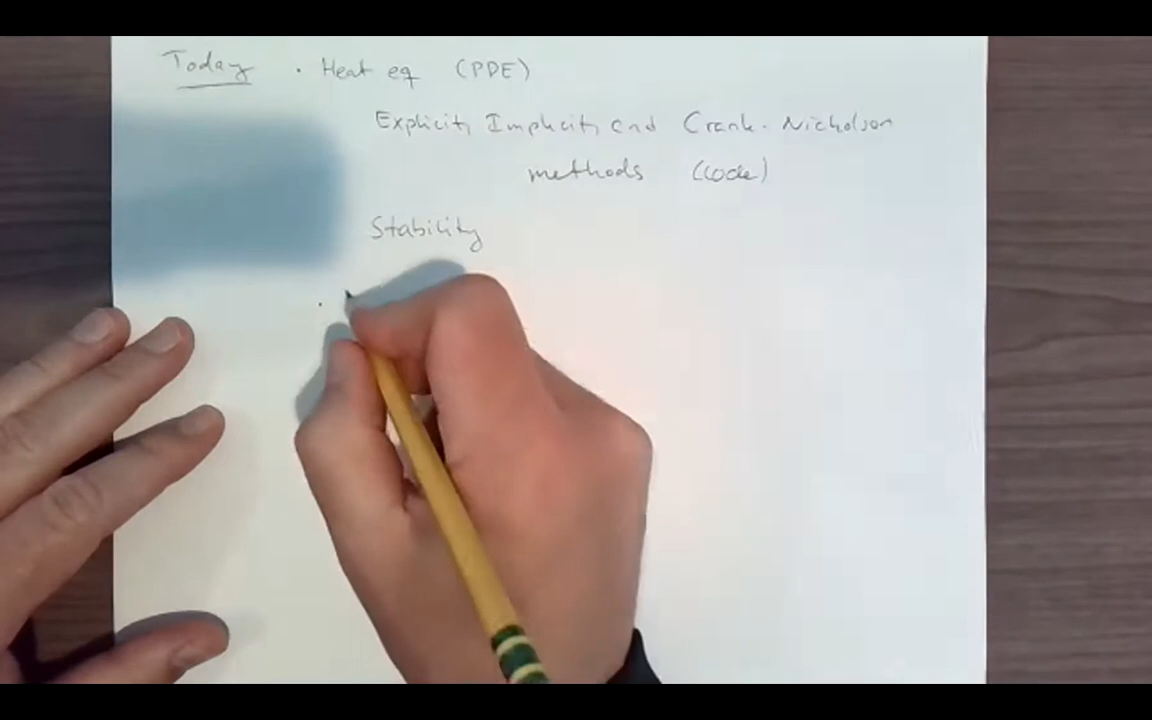 Today · Heat eq (PDE)
Explicit, Implicit, and Crank-Nicholson
methods (code)
Stability
·